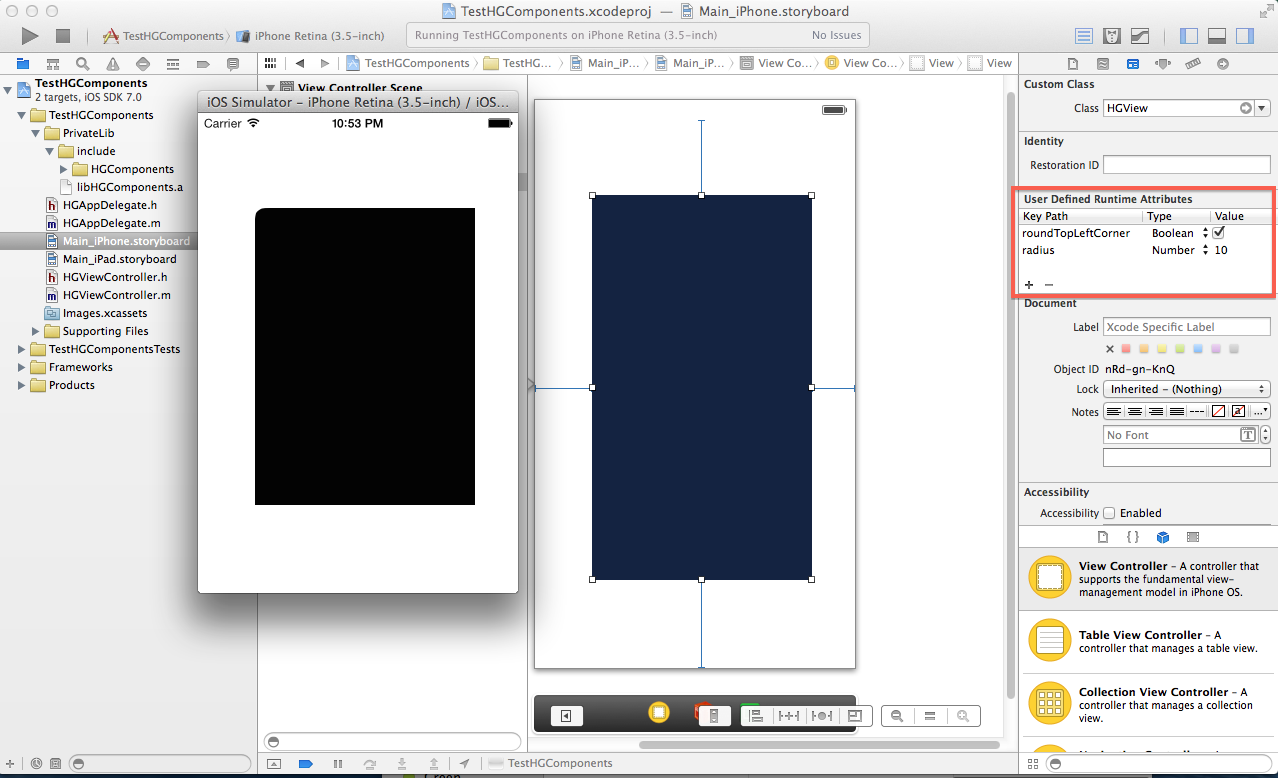 TestHGComponents.xcodeproj — Main_iPhone.storyboard
TestHGComponents iPhone Retina (3.5-inch)
Running TestHGComponents on iPhone Retina (3.5-inch) No Issues
TestHGComponents TestHG... Main_iP... Main_iP... View Co... View Co... View View
TestHGComponents
2 targets, iOS SDK 7.0
TestHGComponents
PrivateLib
include
HGComponents
libHGComponents.a
HGAppDelegate.h
HGAppDelegate.m
Main_iPhone.storyboard
Main_iPad.storyboard
HGViewController.h
HGViewController.m
Images.xcassets
Supporting Files
TestHGComponentsTests
Frameworks
Products
View Controller Scene
iOS Simulator – iPhone Retina (3.5-inch) / iOS...
Carrier 10:53 PM
Custom Class
Class HGView
Identity
Restoration ID
User Defined Runtime Attributes
Key Path Type Value
roundTopLeftCorner Boolean
radius Number 10
Document
Label Xcode Specific Label
Object ID nRd-gn-KnQ
Lock Inherited – (Nothing)
Notes
No Font
Accessibility
Accessibility Enabled
View Controller – A controller that
supports the fundamental view-
management model in iPhone OS.
Table View Controller – A
controller that manages a table view.
Collection View Controller – A
controller that manages a collection
view.
TestHGComponents